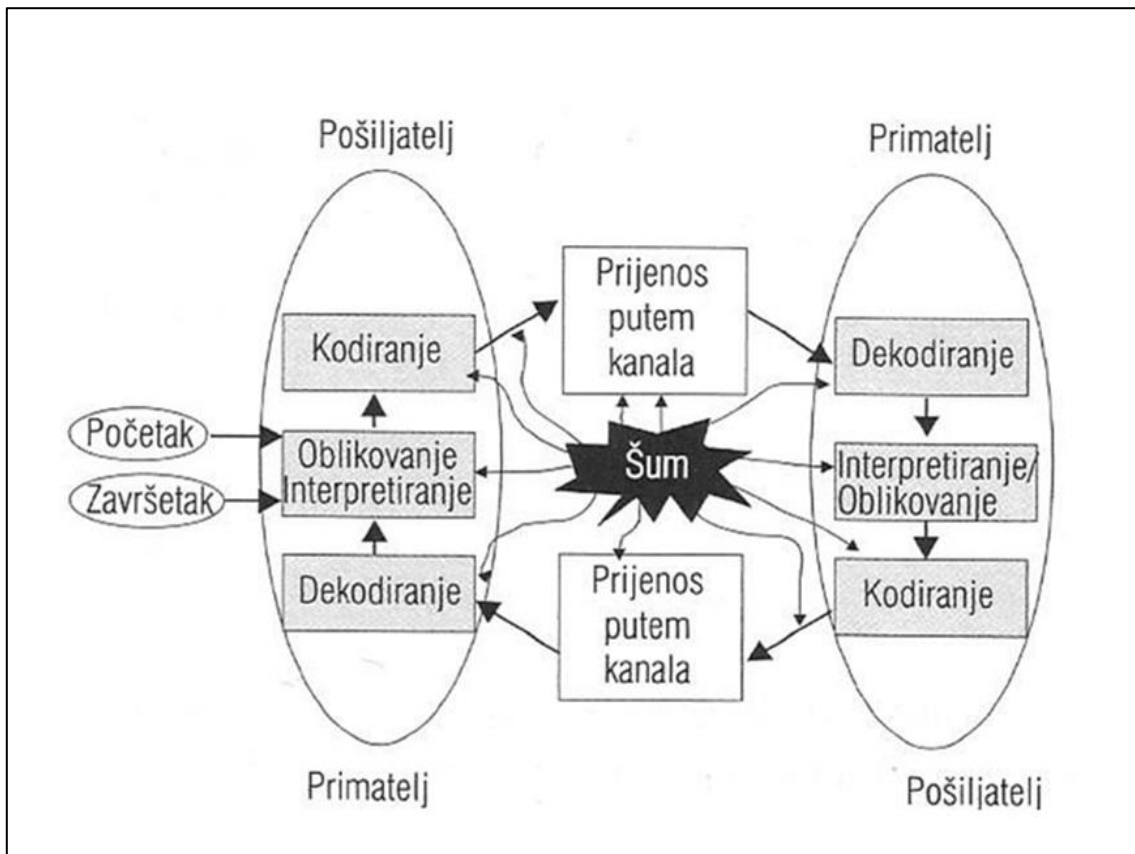 Pošiljatelj
Primatelj
Prijenos
putem
kanala
Kodiranje
Dekodiranje
Početak
Oblikovanje
Interpretiranje
Završetak
Šum
Interpretiranje/
Oblikovanje
Dekodiranje
Prijenos
putem
kanala
Kodiranje
Primatelj
Pošiljatelj